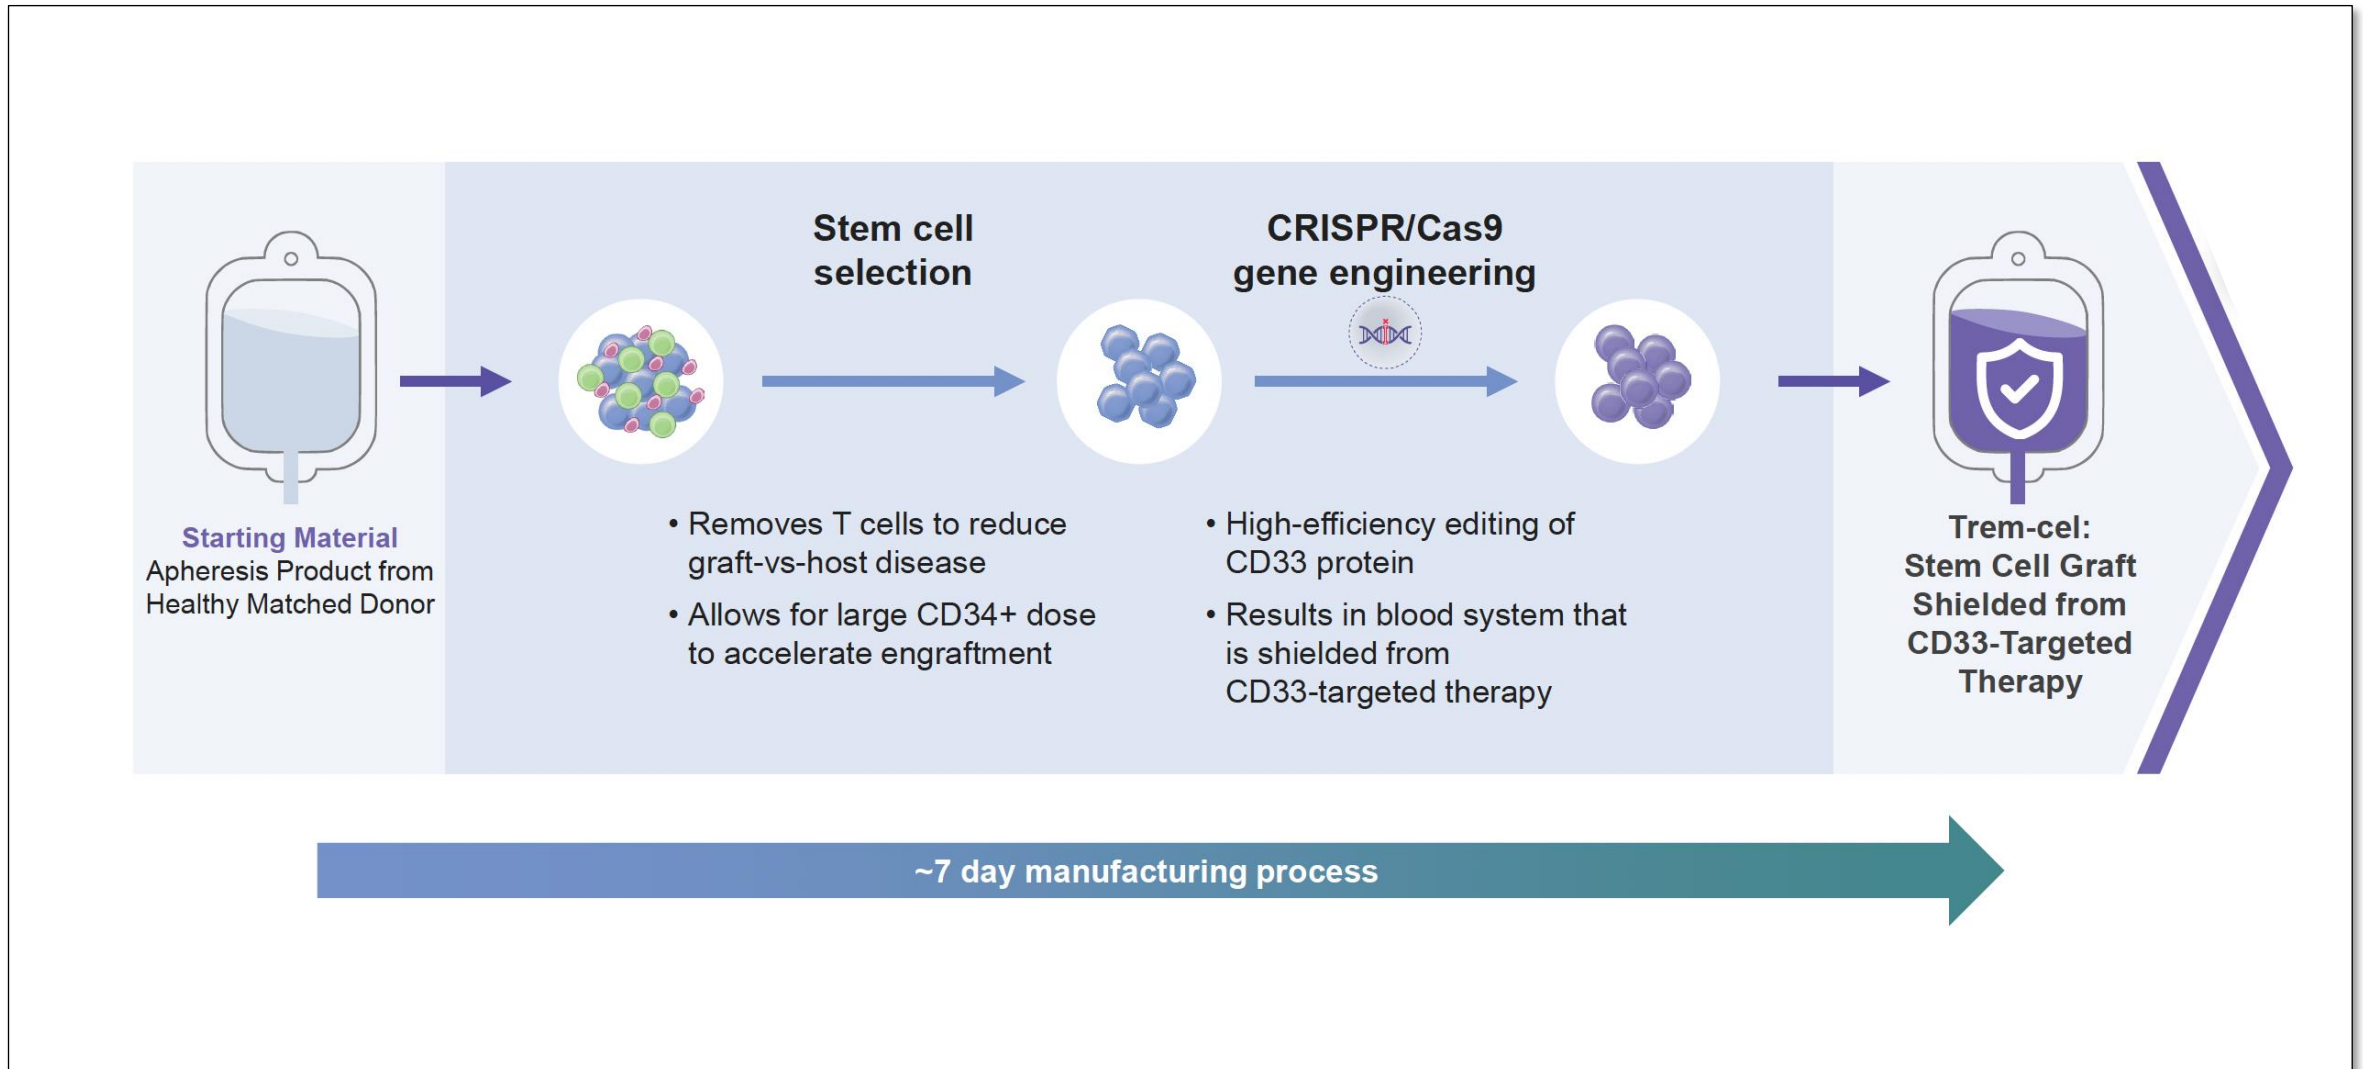 Stem cell
selection
CRISPR/Cas9
gene engineering
Starting Material
Apheresis Product from
Healthy Matched Donor
• Removes T cells to reduce
graft-vs-host disease
• Allows for large CD34+ dose
to accelerate engraftment
• High-efficiency editing of
CD33 protein
• Results in blood system that
is shielded from
CD33-targeted therapy
Trem-cel:
Stem Cell Graft
Shielded from
CD33-Targeted
Therapy
~7 day manufacturing process